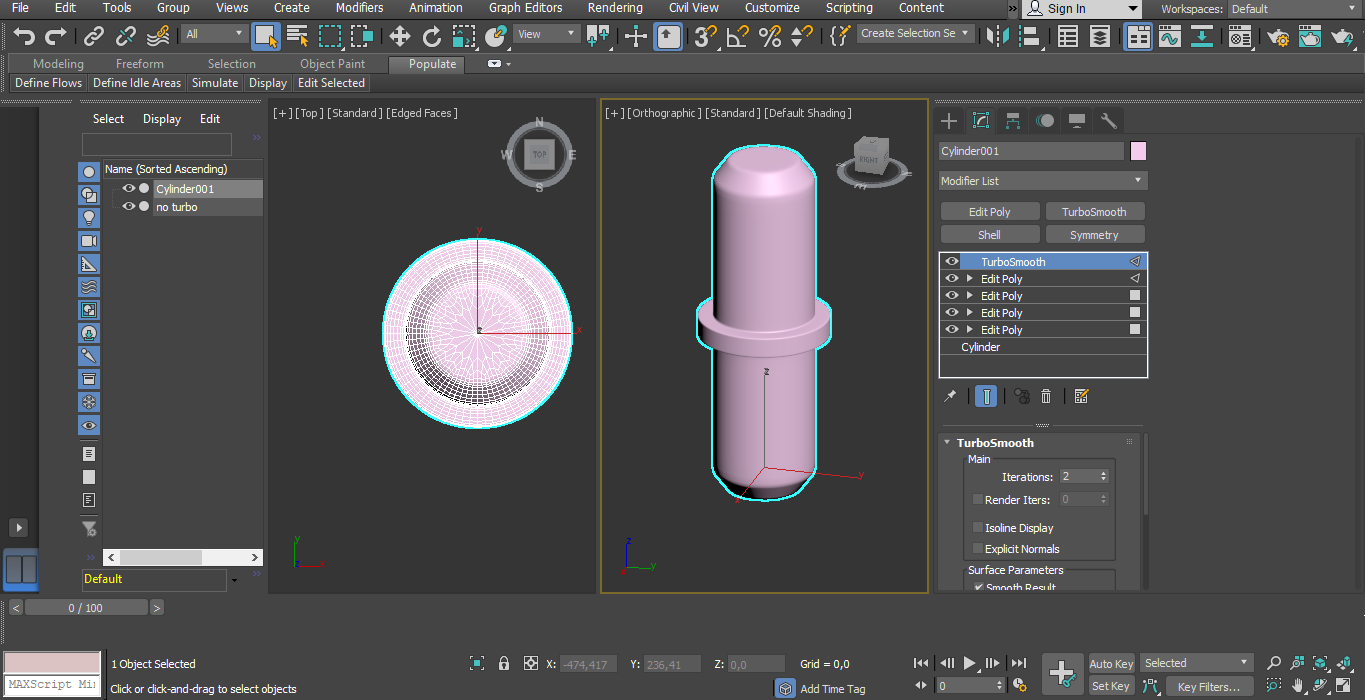 File Edit Tools Group Views Create Modifiers Animation Graph Editors Rendering Civil View Customize Scripting Content » Sign In Workspaces: Default
All View 3 Create Selection Se
Modeling Freeform Selection Object Paint Populate
Define Flows Define Idle Areas Simulate Display Edit Selected
Select Display Edit
Name (Sorted Ascending)
Cylinder001
no turbo
Default
[+] [Top] [Standard] [Edged Faces]
N
W TOP E
S
y
x
z
y
x
[+] [Orthographic] [Standard] [Default Shading]
RIGHT
z
y
x
z
y
Cylinder001
Modifier List
Edit Poly TurboSmooth
Shell Symmetry
TurboSmooth
Edit Poly
Edit Poly
Edit Poly
Edit Poly
Cylinder
TurboSmooth
Main
Iterations: 2
Render Iters: 0
Isoline Display
Explicit Normals
Surface Parameters
Smooth Result
< 0 / 100 >
1 Object Selected X: -474,417 Y: 236,41 Z: 0,0 Grid = 0,0 Auto Key Selected
MAXScript Mi
Click or click-and-drag to select objects Add Time Tag 0 Set Key Key Filters...